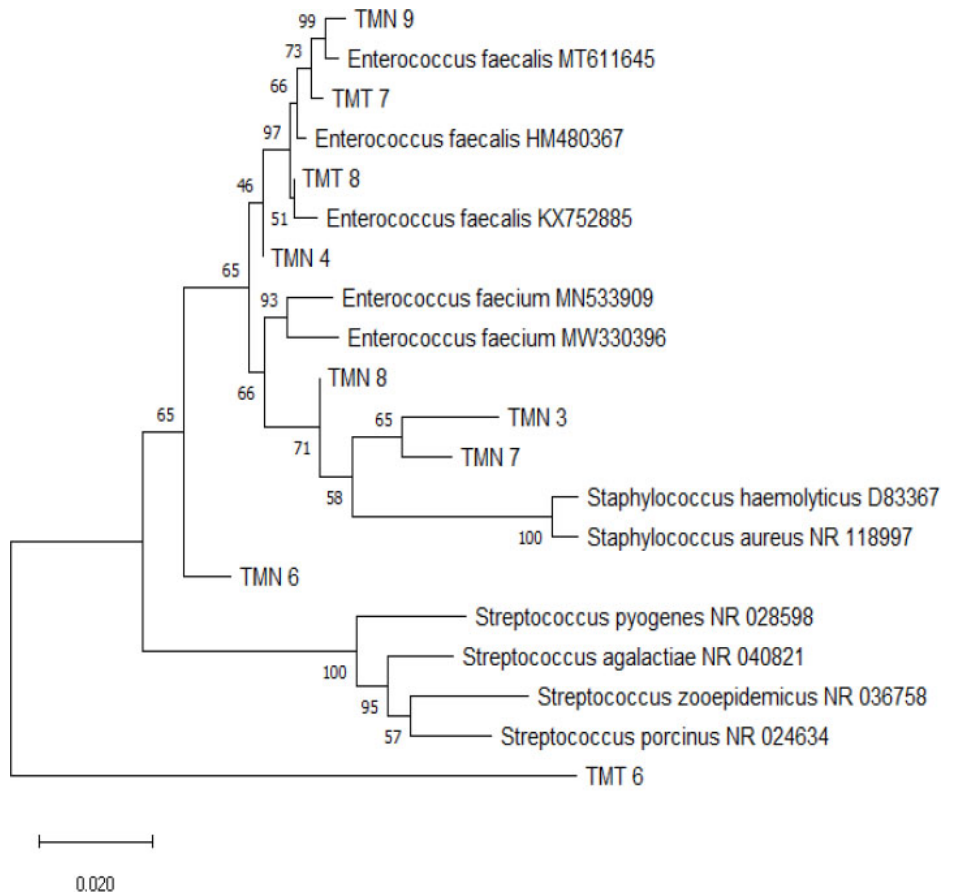 99
TMN 9
73
Enterococcus faecalis MT611645
66
TMT 7
97
Enterococcus faecalis HM480367
46
TMT 8
51
Enterococcus faecalis KX752885
TMN 4
65
93
Enterococcus faecium MN533909
Enterococcus faecium MW330396
TMN 8
66
65
TMN 3
65
71
TMN 7
58
Staphylococcus haemolyticus D83367
100
Staphylococcus aureus NR 118997
TMN 6
Streptococcus pyogenes NR 028598
100
Streptococcus agalactiae NR 040821
95
Streptococcus zooepidemicus NR 036758
57
Streptococcus porcinus NR 024634
TMT 6
0.020